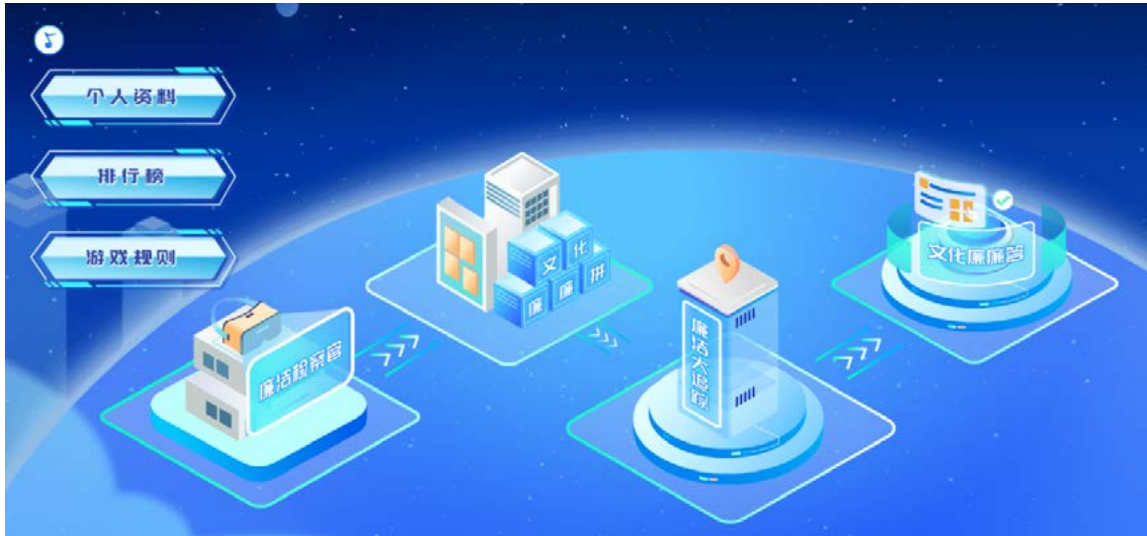 个人资料
排行榜
游戏规则
廉洁检察官
文化
廉廉拼
廉洁大追踪
文化廉廉答